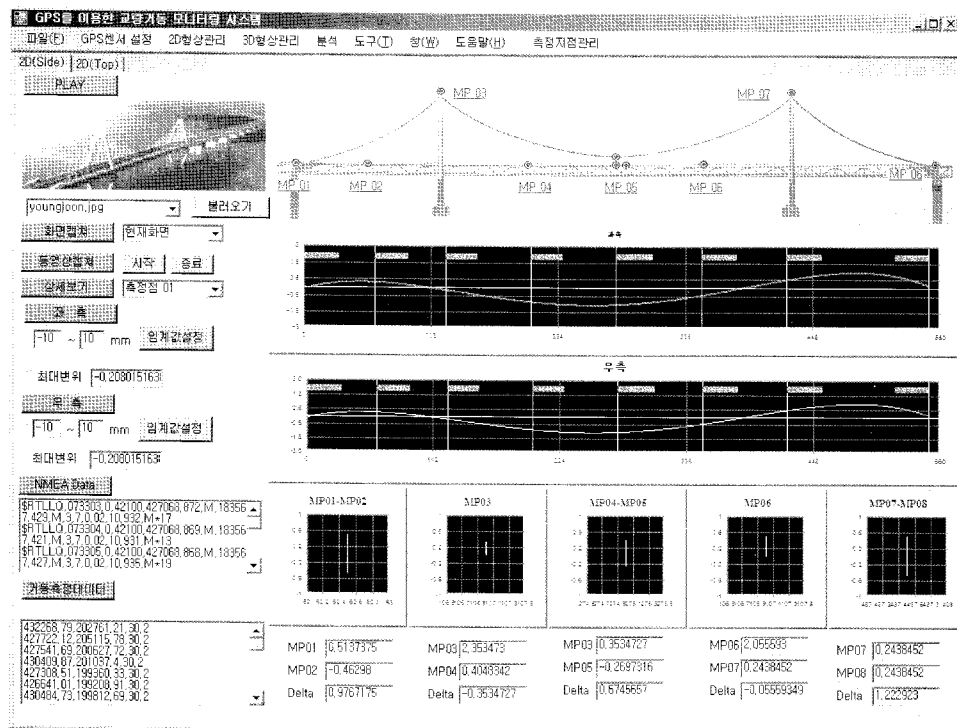 GPS를 이용한 교량거동 모니터링 시스템
파일(F) GPS센서 설정 2D형상관리 3D형상관리 분석 도구(T) 창(W) 도움말(H) 측정지점관리
2D(Side) 2D(Top)
PLAY
MP 03 MP 07
MP 01 MP 02 MP 04 MP 05 MP 06 MP 08
youngjoon.jpg 불러오기
화면캡쳐 현재화면
동영상캡쳐 시작 종료
상세보기 측정점 01
좌 측
-10 ~ 10 mm 임계값설정
최대변위 -0,208015163
우 측
-10 ~ 10 mm 임계값설정
최대변위 -0,208015163
NMEA Data
$RTLLQ,073303,0,42100,427068,872,M,18356
7,429,M,3,7,0,02,10,932,M+17
$RTLLQ,073304,0,42100,427068,869,M,18356
7,421,M,3,7,0,02,10,931,M+13
$RTLLQ,073305,0,42100,427068,868,M,18356
7,427,M,3,7,0,02,10,935,M+19
거동측정데이터
432268,79,202761,21,30,2
427722,12,205115,78,30,2
427541,69,200627,72,30,2
430409,87,201037,4,30,2
427308,51,199360,33,30,2
426641,01,199208,91,30,2
430484,73,199812,69,30,2
좌측
우측
MP01-MP02 MP03 MP04-MP05 MP06 MP07-MP08
MP01 0,5137375
MP02 -0,46298
Delta 0,9767175
MP03 2,353473
MP04 0,4048342
Delta -0,3534727
MP03 0,3534727
MP05 -0,2697316
Delta 0,6745657
MP06 2,055593
MP07 0,2438452
Delta -0,05559349
MP07 0,2438452
MP08 0,2438452
Delta 1,222923